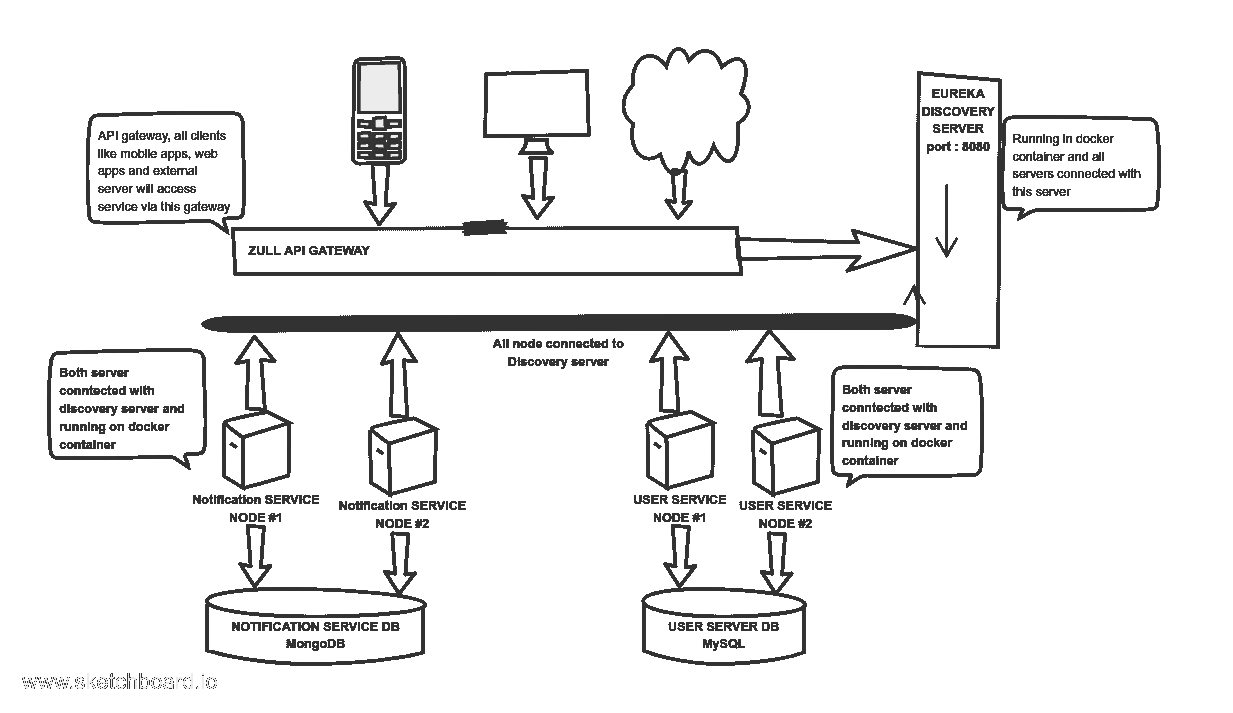 EUREKA
DISCOVERY
SERVER
port : 8080
API gateway, all clients
like mobile apps, web
apps and external
server will access
service via this gateway
Running in docker
container and all
servers connected with
this server
ZULL API GATEWAY
All node connected to
Discovery server
Both server
conntected with
discovery server and
running on docker
container
Both server
conntected with
discovery server and
running on docker
container
Notification SERVICE
NODE #1
Notification SERVICE
NODE #2
USER SERVICE
NODE #1
USER SERVICE
NODE #2
NOTIFICATION SERVICE DB
MongoDB
USER SERVER DB
MySQL
www.sketchboard.io